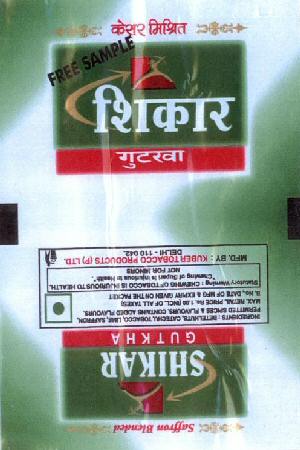 केसर मिश्रित
FREE SAMPLE
शिकार
गुटखा
Saffron Blended
SHIKAR
GUTKHA
INGREDIENTS: BETELNUTS, CATECHU, TOBACCO, LIME, SAFFRON,
PERMITTED SPICES & FLAVOURS. CONTAINS ADDED FLAVOURS.
MAX. RETAIL PRICE Rs. 1.00 (INCL. OF ALL TAXES)
B. No., DATE OF MFG & EXPIRY GIVEN ON THE PACKET
Statutory Warning : CHEWING OF TOBACCO IS INJURIOUS TO HEALTH.
"Chewing of Supari is Injurious to Health"
NOT FOR MINORS
MFD. BY : KUBER TOBACCO PRODUCTS (P) LTD.
DELHI - 110 042.